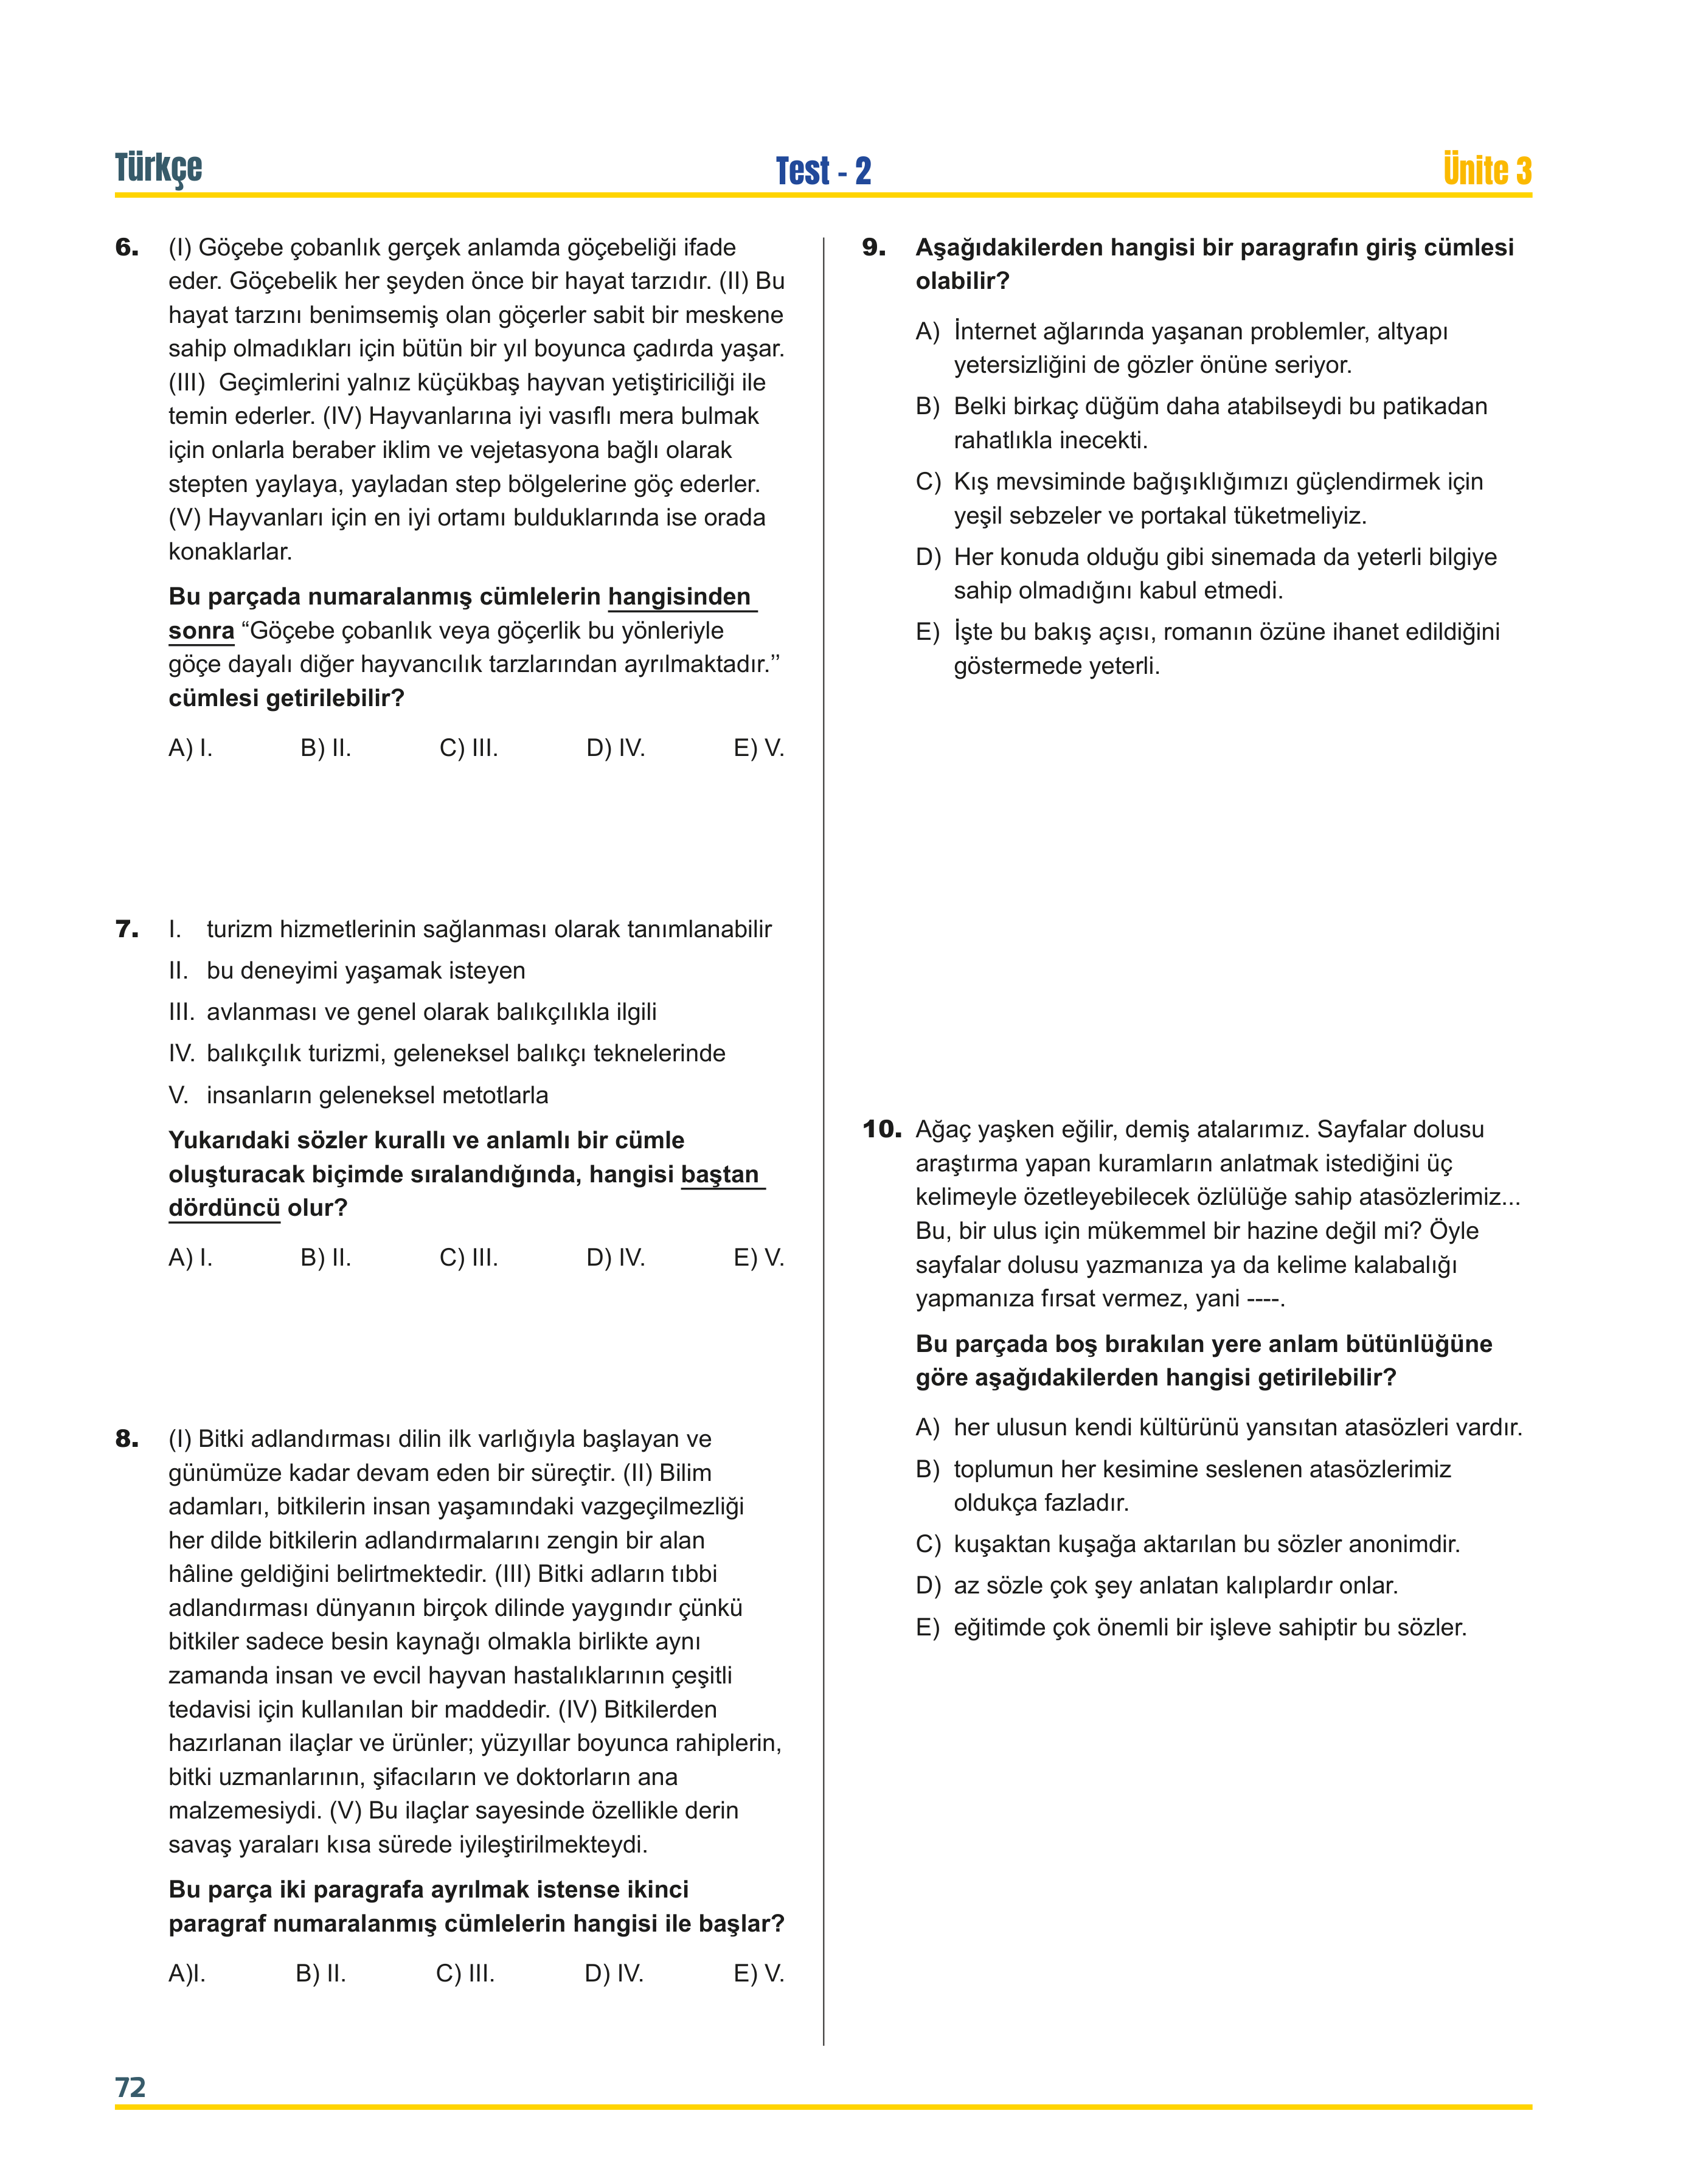 Türkçe
Test - 2
Ünite 3
6. (I) Göçebe çobanlık gerçek anlamda göçebeliği ifade
eder. Göçebelik her şeyden önce bir hayat tarzıdır. (II) Bu
hayat tarzını benimsemiş olan göçerler sabit bir meskene
sahip olmadıkları için bütün bir yıl boyunca çadırda yaşar.
(III) Geçimlerini yalnız küçükbaş hayvan yetiştiriciliği ile
temin ederler. (IV) Hayvanlarına iyi vasıflı mera bulmak
için onlarla beraber iklim ve vejetasyona bağlı olarak
stepten yaylaya, yayladan step bölgelerine göç ederler.
(V) Hayvanları için en iyi ortamı bulduklarında ise orada
konaklarlar.
Bu parçada numaralanmış cümlelerin hangisinden
sonra “Göçebe çobanlık veya göçerlik bu yönleriyle
göçe dayalı diğer hayvancılık tarzlarından ayrılmaktadır.’’
cümlesi getirilebilir?
A) I. B) II. C) III. D) IV. E) V.
7. I. turizm hizmetlerinin sağlanması olarak tanımlanabilir
II. bu deneyimi yaşamak isteyen
III. avlanması ve genel olarak balıkçılıkla ilgili
IV. balıkçılık turizmi, geleneksel balıkçı teknelerinde
V. insanların geleneksel metotlarla
Yukarıdaki sözler kurallı ve anlamlı bir cümle
oluşturacak biçimde sıralandığında, hangisi baştan
dördüncü olur?
A) I. B) II. C) III. D) IV. E) V.
8. (I) Bitki adlandırması dilin ilk varlığıyla başlayan ve
günümüze kadar devam eden bir süreçtir. (II) Bilim
adamları, bitkilerin insan yaşamındaki vazgeçilmezliği
her dilde bitkilerin adlandırmalarını zengin bir alan
hâline geldiğini belirtmektedir. (III) Bitki adların tıbbi
adlandırması dünyanın birçok dilinde yaygındır çünkü
bitkiler sadece besin kaynağı olmakla birlikte aynı
zamanda insan ve evcil hayvan hastalıklarının çeşitli
tedavisi için kullanılan bir maddedir. (IV) Bitkilerden
hazırlanan ilaçlar ve ürünler; yüzyıllar boyunca rahiplerin,
bitki uzmanlarının, şifacıların ve doktorların ana
malzemesiydi. (V) Bu ilaçlar sayesinde özellikle derin
savaş yaraları kısa sürede iyileştirilmekteydi.
Bu parça iki paragrafa ayrılmak istense ikinci
paragraf numaralanmış cümlelerin hangisi ile başlar?
A)I. B) II. C) III. D) IV. E) V.
9. Aşağıdakilerden hangisi bir paragrafın giriş cümlesi
olabilir?
A) İnternet ağlarında yaşanan problemler, altyapı
yetersizliğini de gözler önüne seriyor.
B) Belki birkaç düğüm daha atabilseydi bu patikadan
rahatlıkla inecekti.
C) Kış mevsiminde bağışıklığımızı güçlendirmek için
yeşil sebzeler ve portakal tüketmeliyiz.
D) Her konuda olduğu gibi sinemada da yeterli bilgiye
sahip olmadığını kabul etmedi.
E) İşte bu bakış açısı, romanın özüne ihanet edildiğini
göstermede yeterli.
10. Ağaç yaşken eğilir, demiş atalarımız. Sayfalar dolusu
araştırma yapan kuramların anlatmak istediğini üç
kelimeyle özetleyebilecek özlülüğe sahip atasözlerimiz...
Bu, bir ulus için mükemmel bir hazine değil mi? Öyle
sayfalar dolusu yazmanıza ya da kelime kalabalığı
yapmanıza fırsat vermez, yani ----.
Bu parçada boş bırakılan yere anlam bütünlüğüne
göre aşağıdakilerden hangisi getirilebilir?
A) her ulusun kendi kültürünü yansıtan atasözleri vardır.
B) toplumun her kesimine seslenen atasözlerimiz
oldukça fazladır.
C) kuşaktan kuşağa aktarılan bu sözler anonimdir.
D) az sözle çok şey anlatan kalıplardır onlar.
E) eğitimde çok önemli bir işleve sahiptir bu sözler.
72